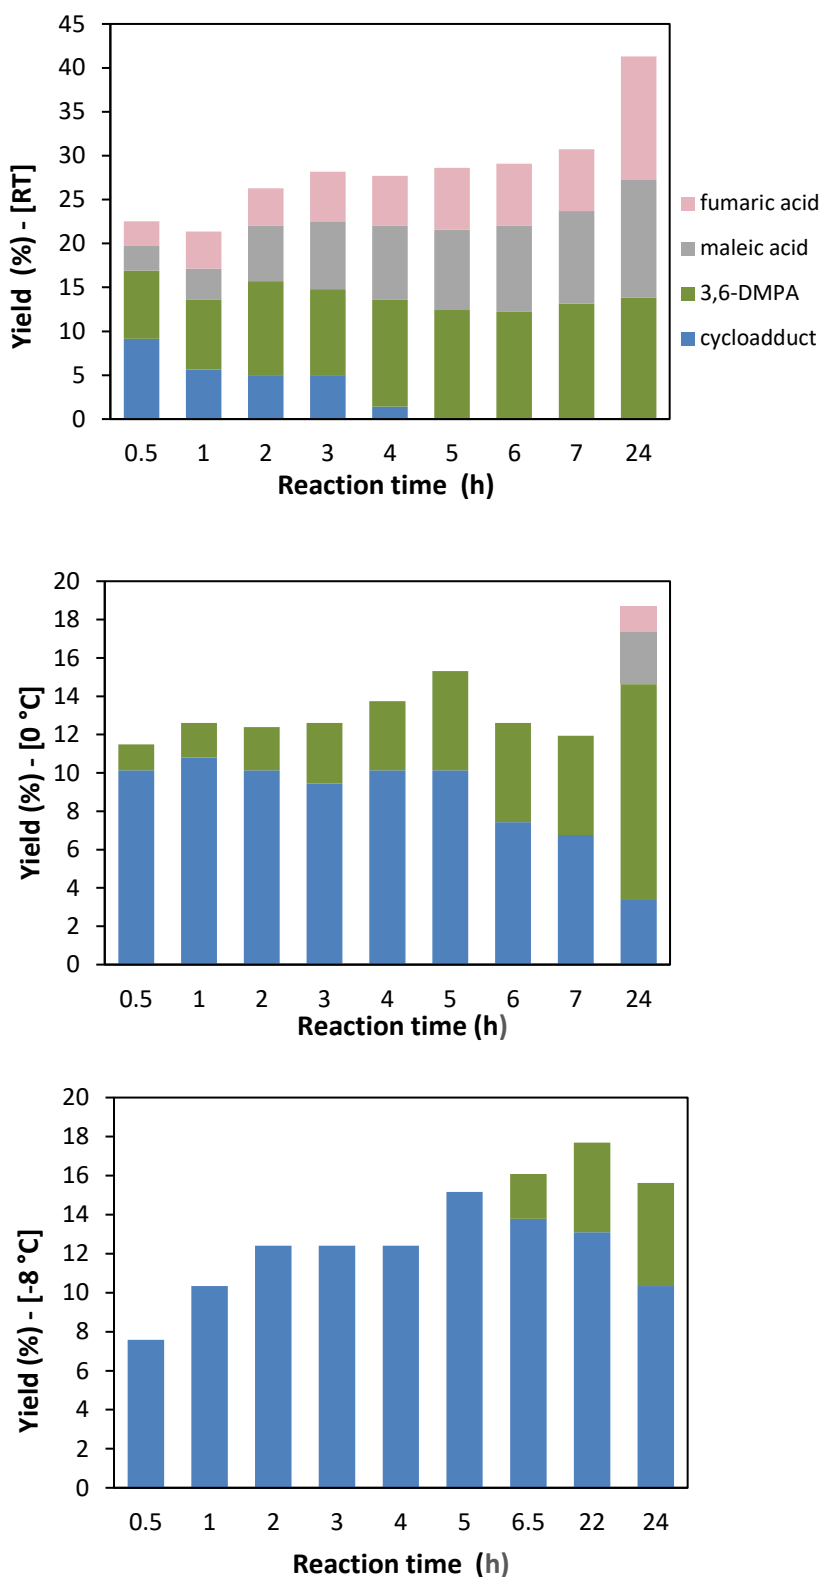 45
40
35
30
25
20
15
10
5
0
Yield (%) - [RT]
0.5 1 2 3 4 5 6 7 24
Reaction time (h)
fumaric acid
maleic acid
3,6-DMPA
cycloadduct
20
18
16
14
12
10
8
6
4
2
0
Yield (%) - [0 °C]
0.5 1 2 3 4 5 6 7 24
Reaction time (h)
20
18
16
14
12
10
8
6
4
2
0
Yield (%) - [-8 °C]
0.5 1 2 3 4 5 6.5 22 24
Reaction time (h)